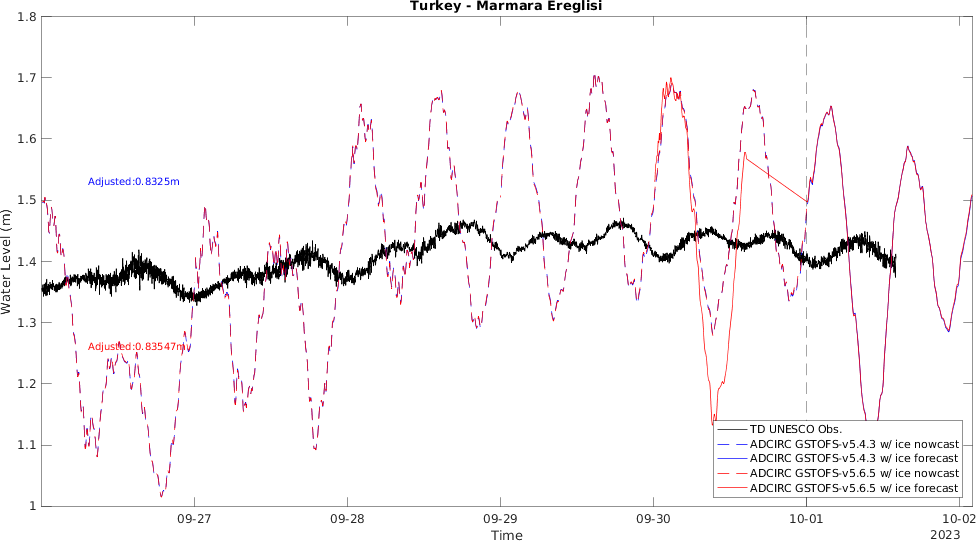 Turkey - Marmara Ereglisi
1.8
1.7
1.6
1.5
1.4
1.3
1.2
1.1
1
Water Level (m)
Adjusted:0.8325m
Adjusted:0.83547m
TD UNESCO Obs.
ADCIRC GSTOFS-v5.4.3 w/ ice nowcast
ADCIRC GSTOFS-v5.4.3 w/ ice forecast
ADCIRC GSTOFS-v5.6.5 w/ ice nowcast
ADCIRC GSTOFS-v5.6.5 w/ ice forecast
09-27 09-28 09-29 09-30 10-01 10-02
Time
2023